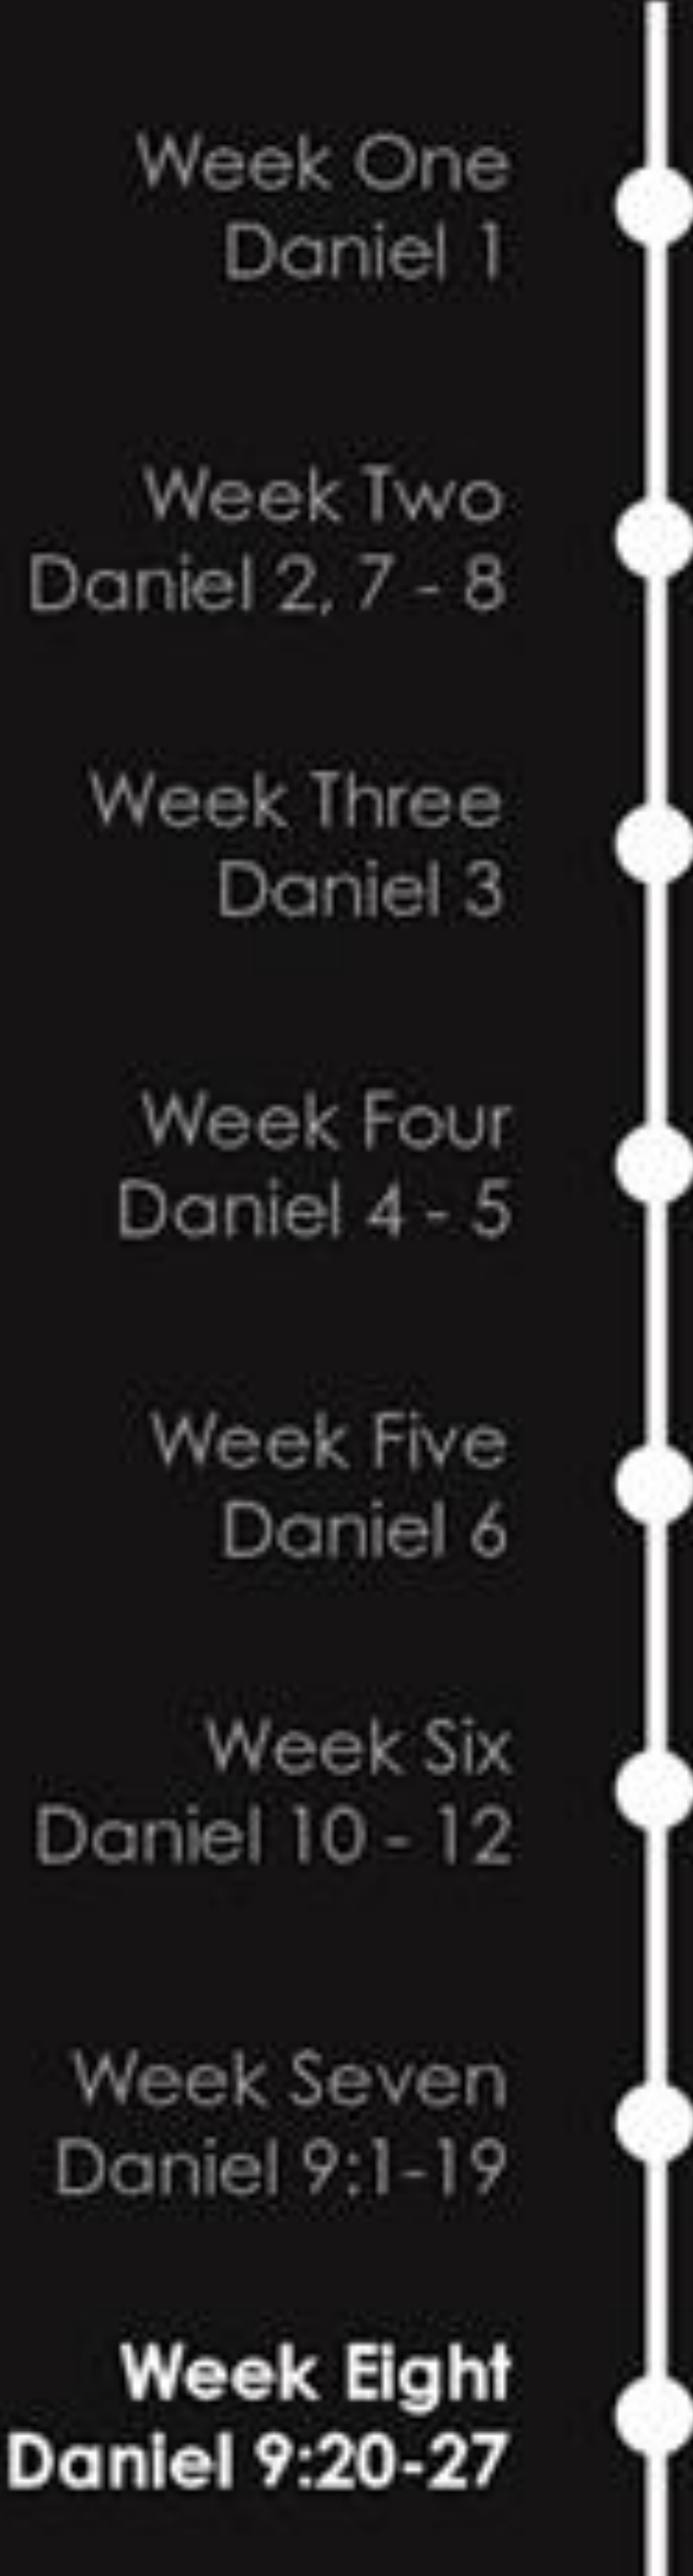 Week One
Daniel 1
Week Two
Daniel 2, 7 - 8
Week Three
Daniel 3
Week Four
Daniel 4 - 5
Week Five
Daniel 6
Week Six
Daniel 10 - 12
Week Seven
Daniel 9:1-19
Week Eight
Daniel 9:20-27